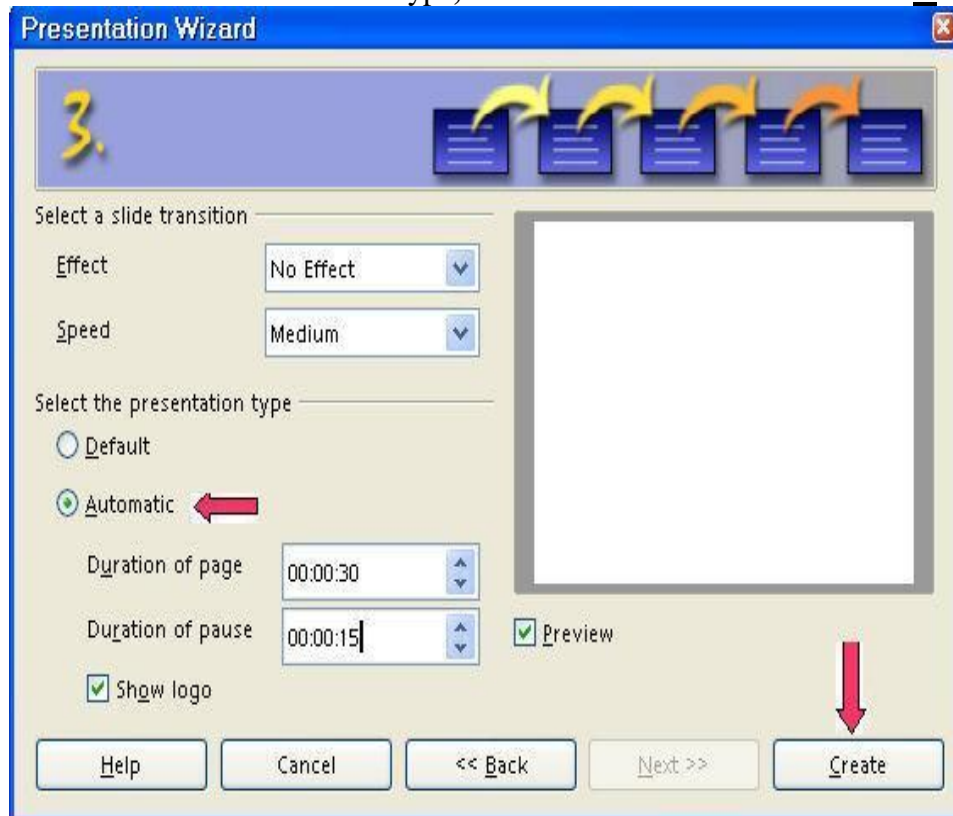 Presentation Wizard
3.
Select a slide transition
Effect No Effect
Speed Medium
Select the presentation type
Default
Automatic
Duration of page 00:00:30
Duration of pause 00:00:15
Preview
Show logo
Help Cancel << Back Next >> Create